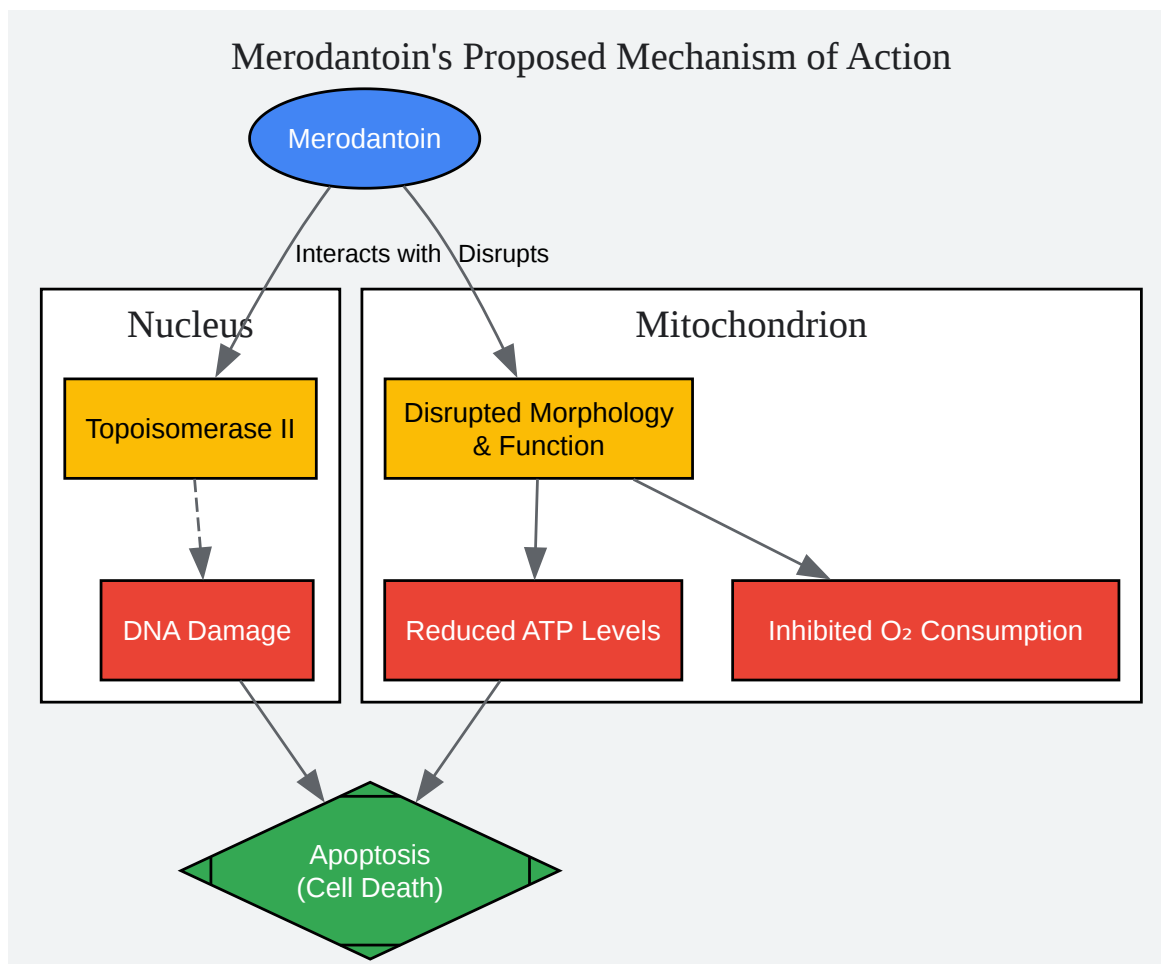 Merodantoin's Proposed Mechanism of Action
Merodantoin
Interacts with
Disrupts
Nucleus
Mitochondrion
Topoisomerase II
Disrupted Morphology
& Function
DNA Damage
Reduced ATP Levels
Inhibited O₂ Consumption
Apoptosis
(Cell Death)